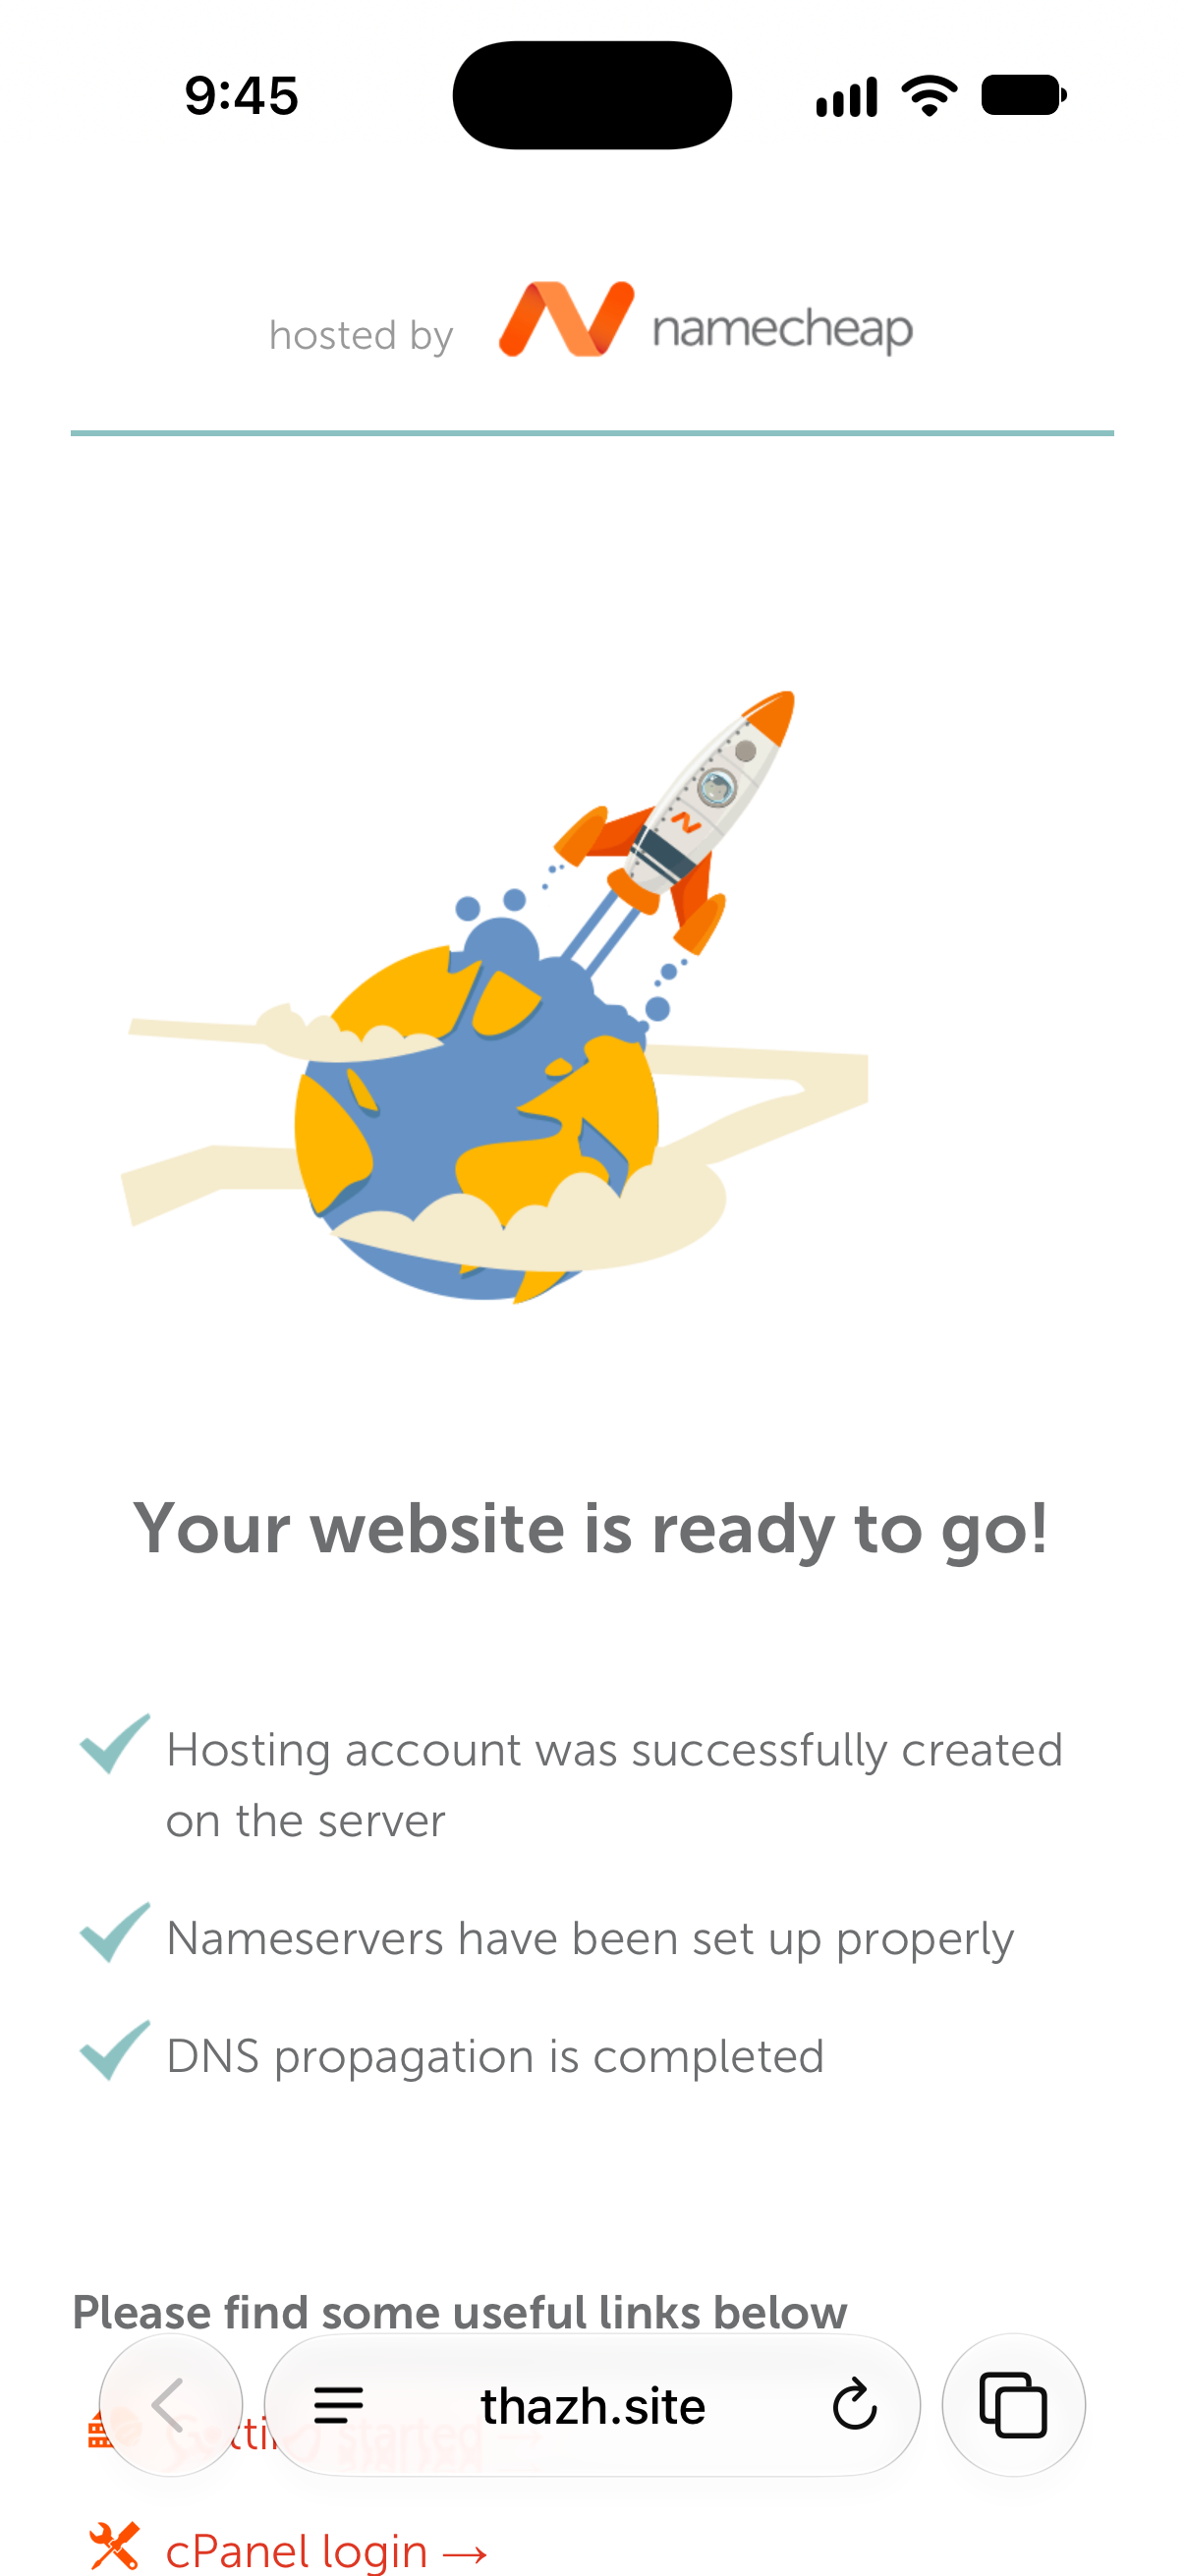 9:45
hosted by namecheap
Your website is ready to go!
Hosting account was successfully created
on the server
Nameservers have been set up properly
DNS propagation is completed
Please find some useful links below
Getting started →
thazh.site
cPanel login →